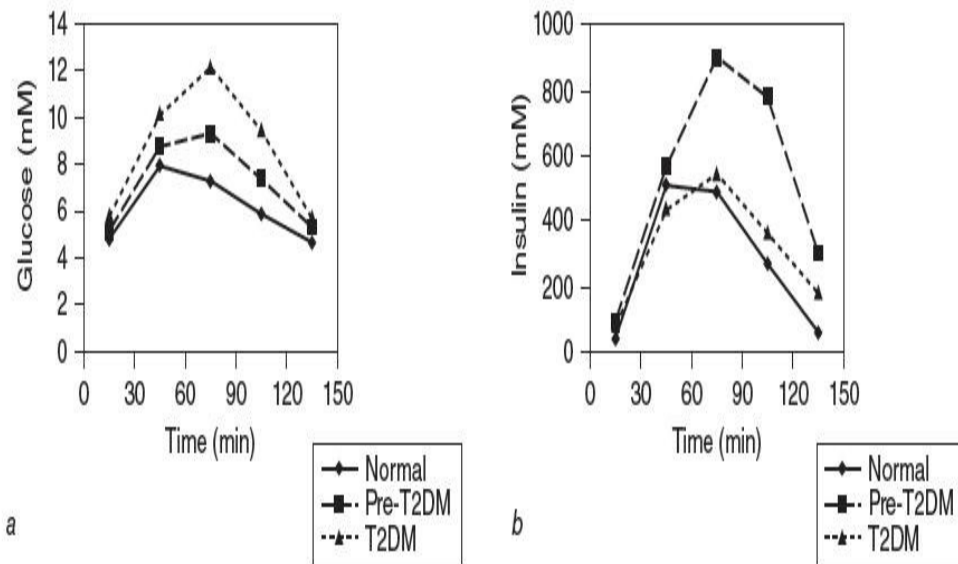 14
12
10
8
6
4
2
0
Glucose (mM)
0 30 60 90 120 150
Time (min)
Normal
Pre-T2DM
T2DM
a
1000
800
600
400
200
0
Insulin (mM)
0 30 60 90 120 150
Time (min)
Normal
Pre-T2DM
T2DM
b